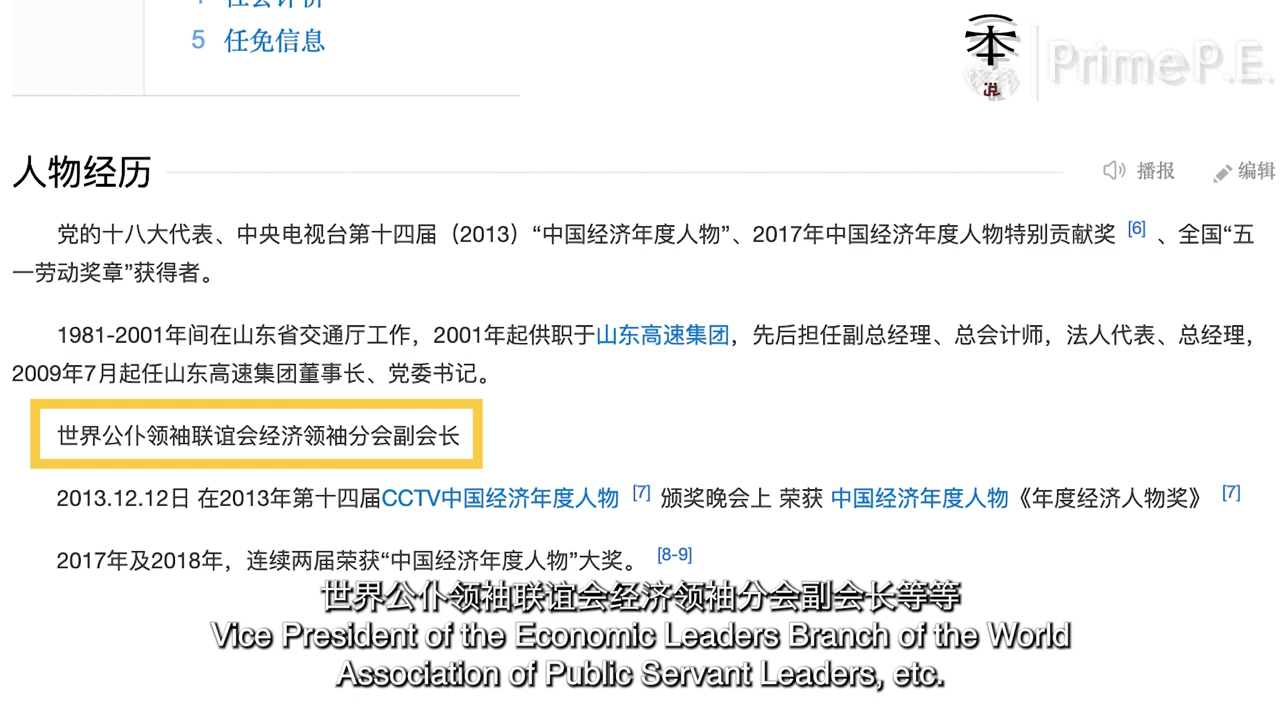 5 任免信息
PrimeP.E.
人物经历
播报
编辑
党的十八大代表、中央电视台第十四届（2013）“中国经济年度人物”、2017年中国经济年度人物特别贡献奖 [6] 、全国“五
一劳动奖章”获得者。
1981-2001年间在山东省交通厅工作，2001年起供职于山东高速集团，先后担任副总经理、总会计师，法人代表、总经理，
2009年7月起任山东高速集团董事长、党委书记。
世界公仆领袖联谊会经济领袖分会副会长
2013.12.12日 在2013年第十四届CCTV中国经济年度人物 [7] 颁奖晚会上 荣获 中国经济年度人物《年度经济人物奖》 [7]
2017年及2018年，连续两届荣获“中国经济年度人物”大奖。 [8-9]
世界公仆领袖联谊会经济领袖分会副会长等等
Vice President of the Economic Leaders Branch of the World
Association of Public Servant Leaders, etc.